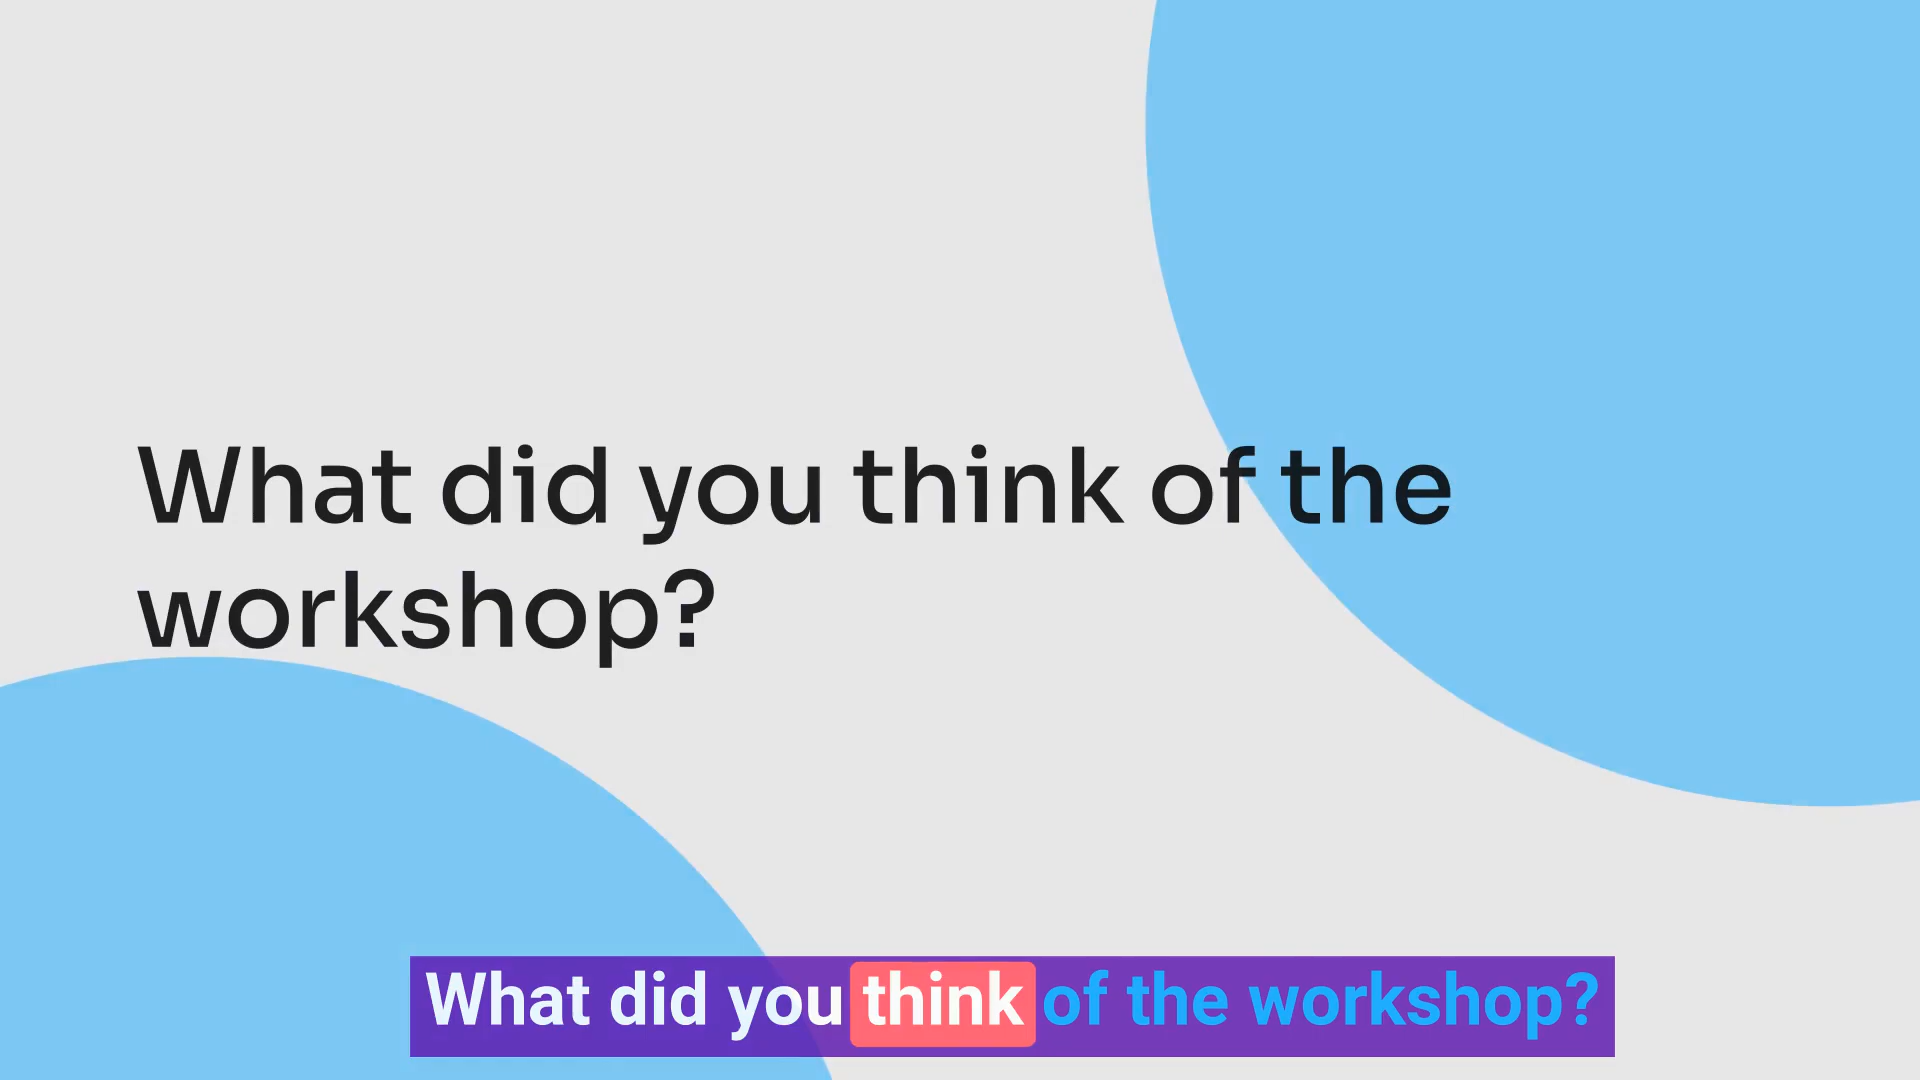 What did you think of the
workshop?
What did you think of the workshop?